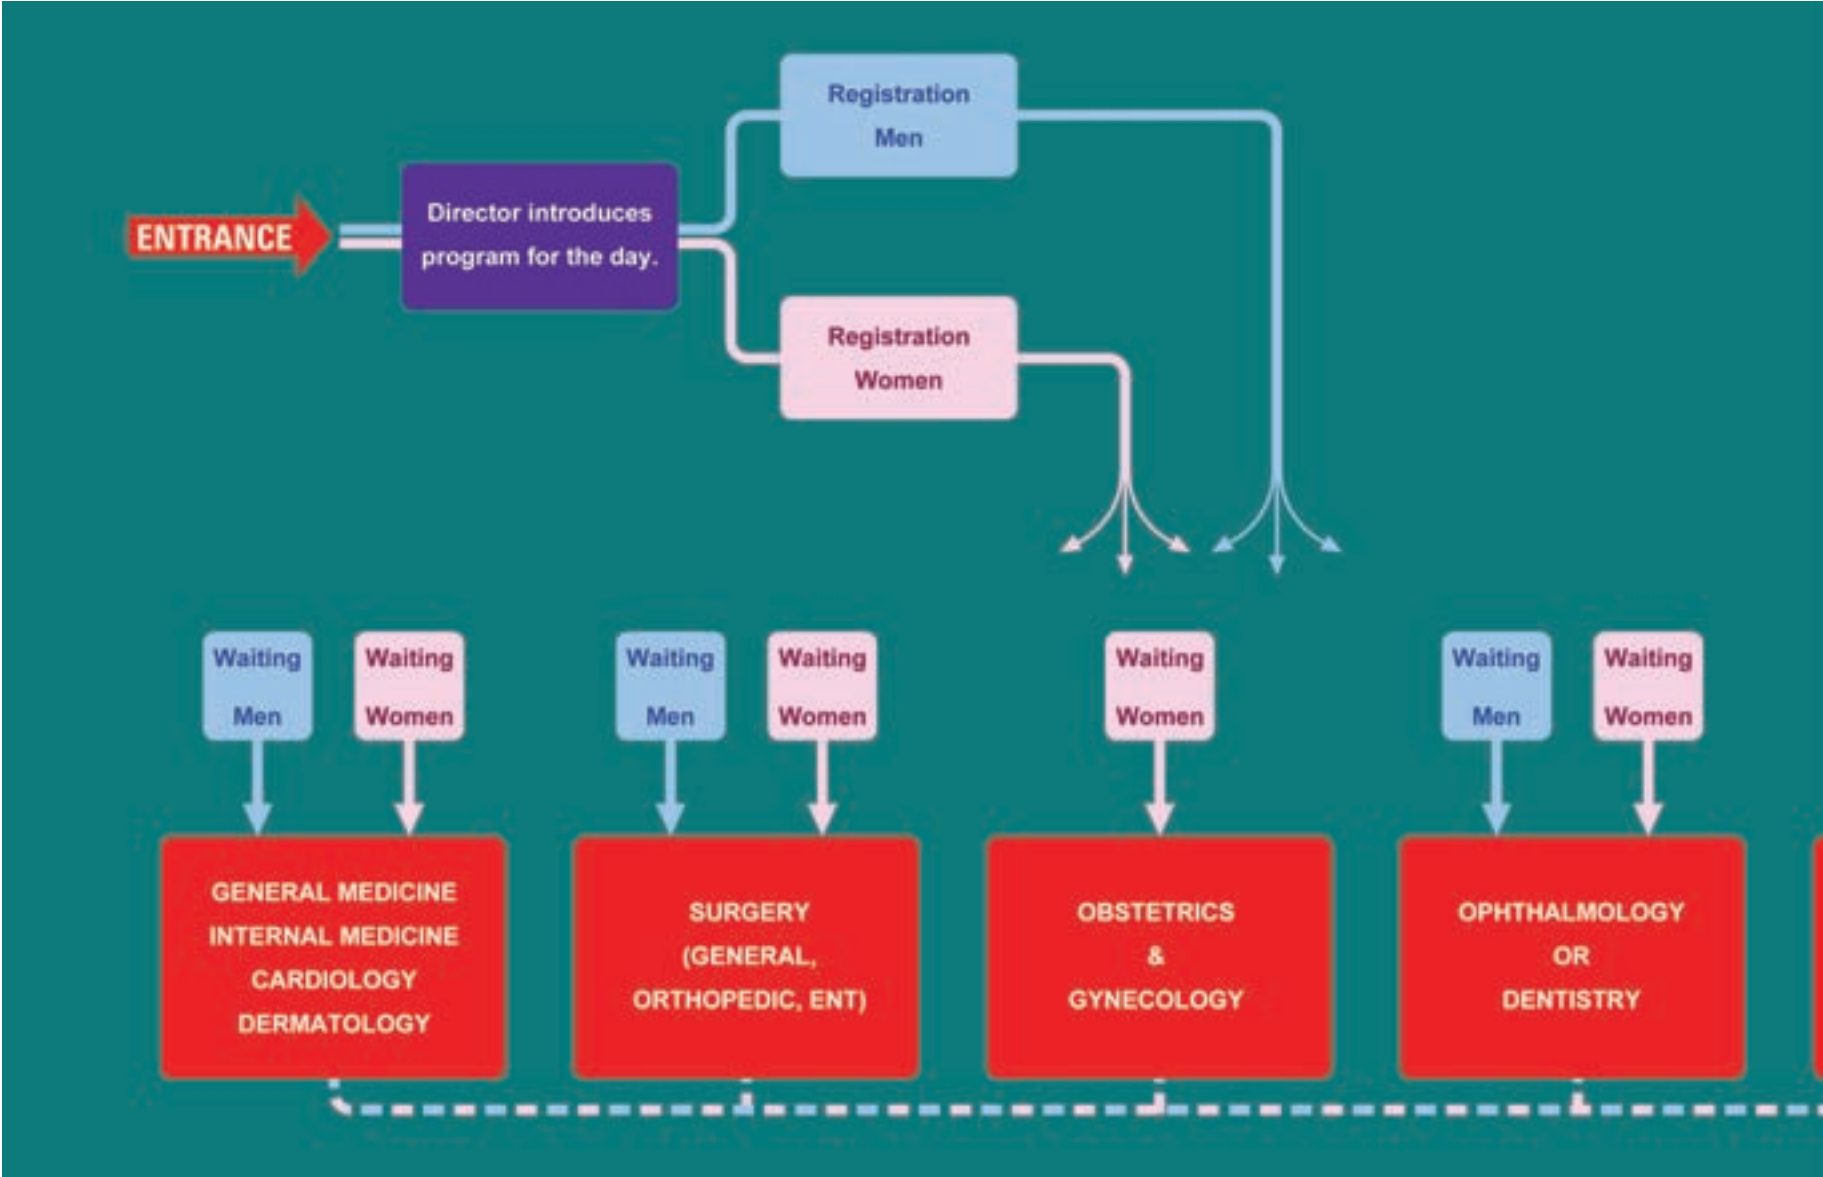 Registration
Men
ENTRANCE
Director introduces
program for the day.
Registration
Women
Waiting
Men
Waiting
Women
Waiting
Men
Waiting
Women
Waiting
Women
Waiting
Men
Waiting
Women
GENERAL MEDICINE
INTERNAL MEDICINE
CARDIOLOGY
DERMATOLOGY
SURGERY
(GENERAL,
ORTHOPEDIC, ENT)
OBSTETRICS
&
GYNECOLOGY
OPHTHALMOLOGY
OR
DENTISTRY